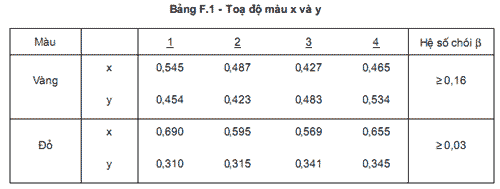 Bảng F.1 - Toạ độ màu x và y
Màu 1 2 3 4 Hệ số chói β
Vàng x 0,545 0,487 0,427 0,465 ≥ 0,16
y 0,454 0,423 0,483 0,534
Đỏ x 0,690 0,595 0,569 0,655 ≥ 0,03
y 0,310 0,315 0,341 0,345